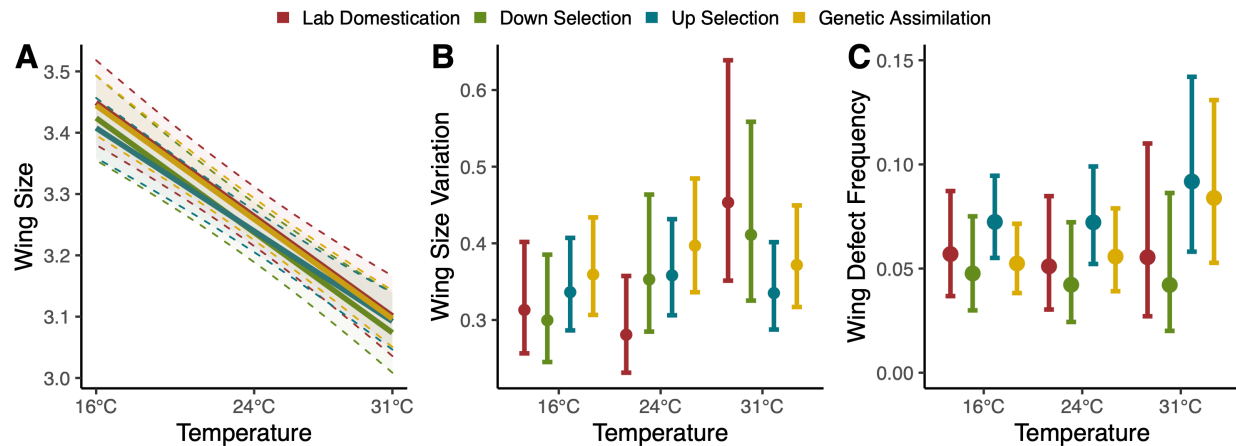 Lab Domestication Down Selection Up Selection Genetic Assimilation
A
Wing Size
3.5
3.4
3.3
3.2
3.1
3.0
16°C 24°C 31°C
Temperature
B
Wing Size Variation
0.6
0.5
0.4
0.3
16°C 24°C 31°C
Temperature
C
Wing Defect Frequency
0.15
0.10
0.05
0.00
16°C 24°C 31°C
Temperature